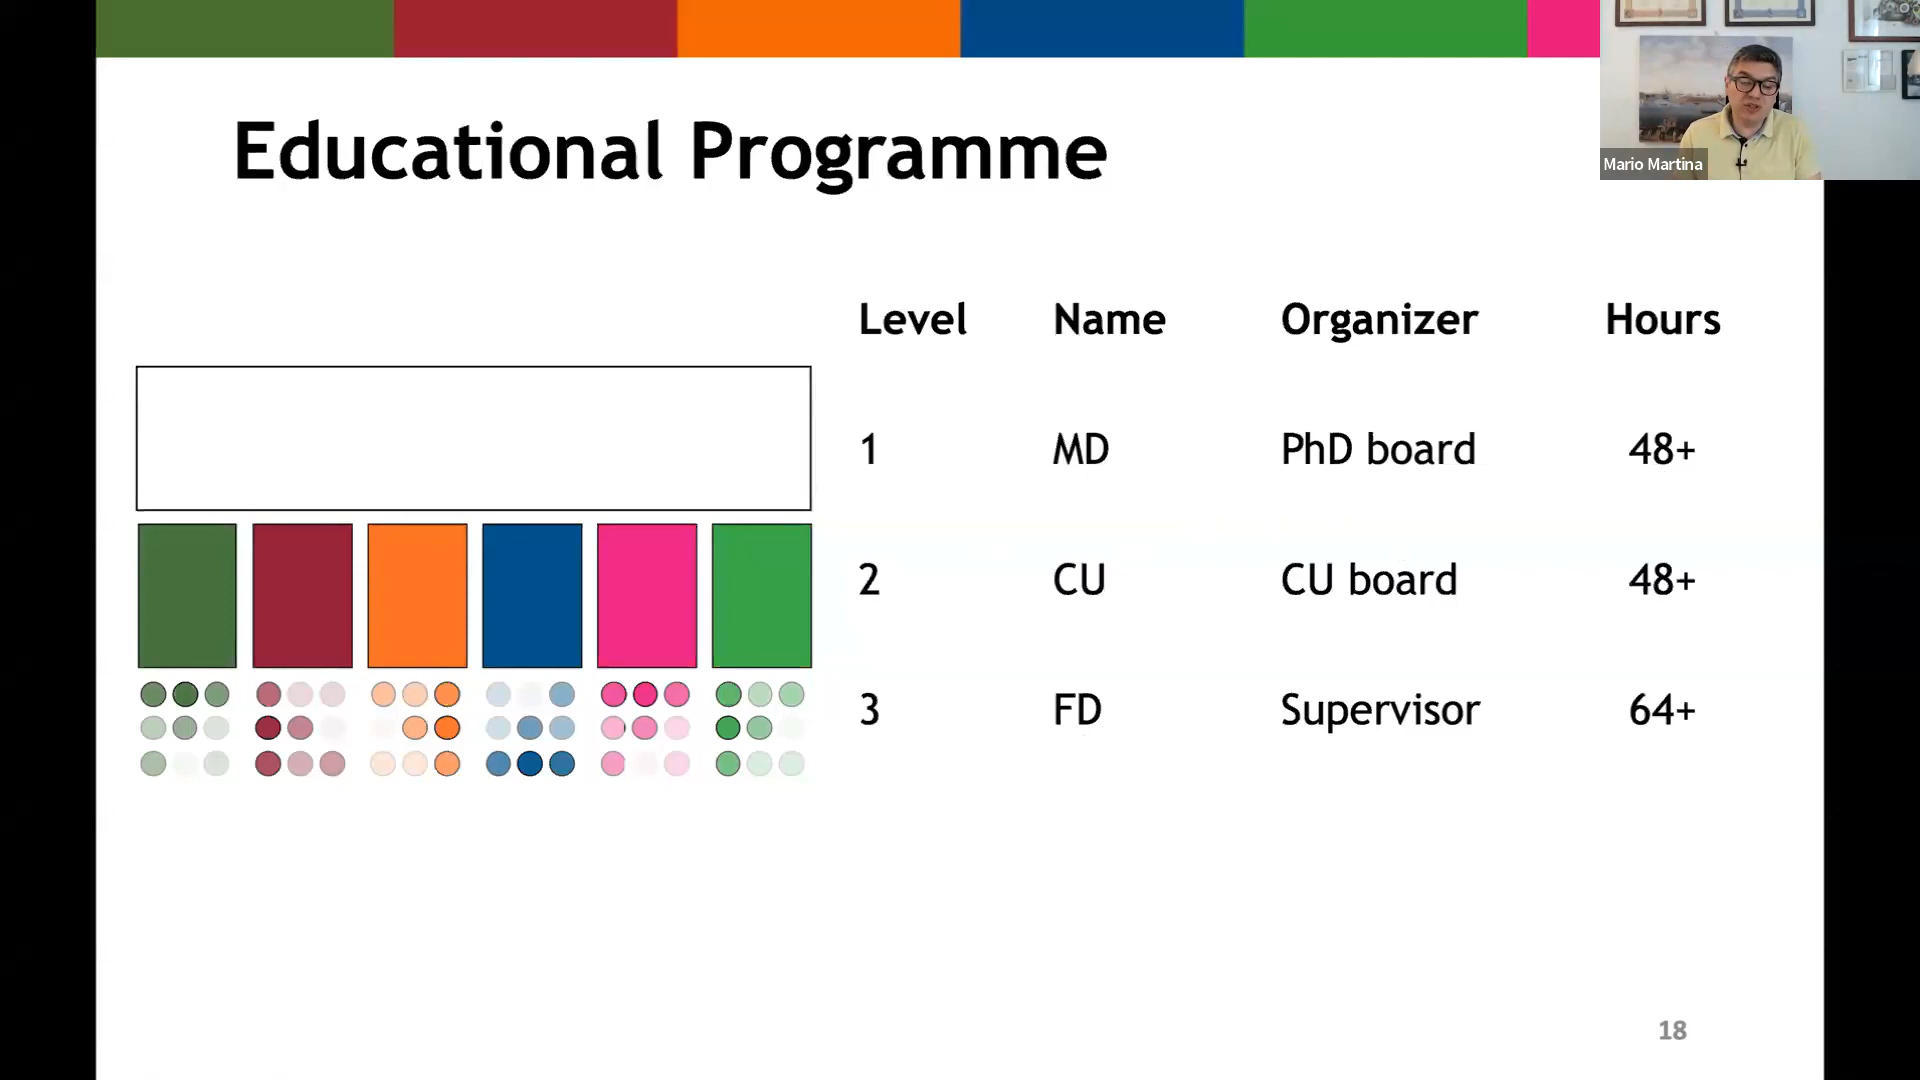 Educational Programme
Mario Martina
Level Name Organizer Hours
1 MD PhD board 48+
2 CU CU board 48+
3 FD Supervisor 64+
18